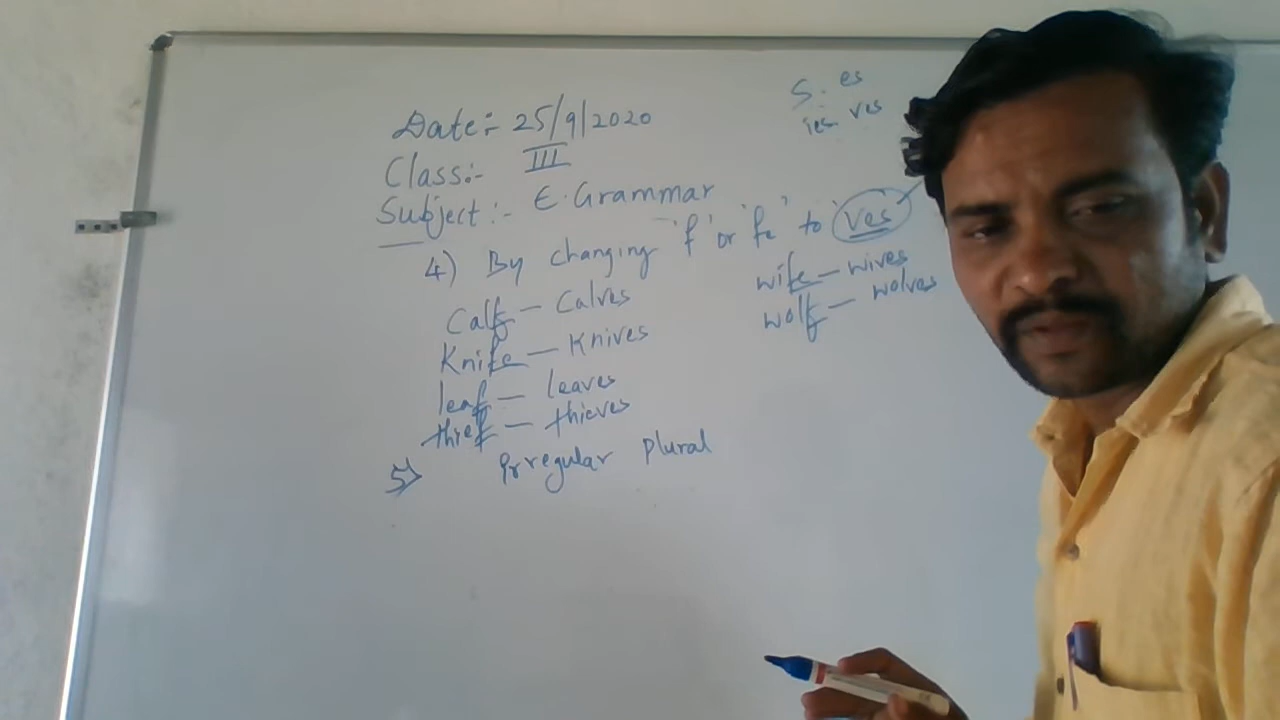 S. es
ies ves
Date:- 25/9/2020
Class:- III
Subject:- E. Grammar
4) By changing 'f' or 'fe' to 'ves'
Calf - Calves
Knife - Knives
leaf - leaves
thief - thieves
wife - wives
wolf - wolves
5) Irregular plural